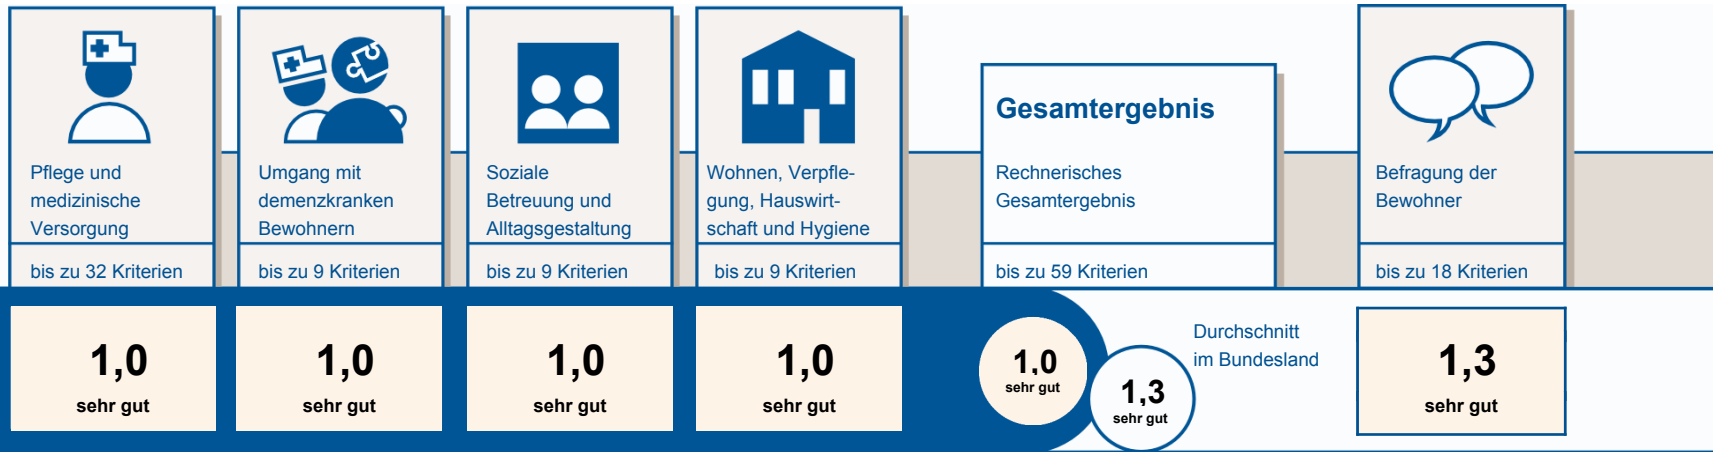 Pflege und
medizinische
Versorgung
bis zu 32 Kriterien
1,0
sehr gut
Umgang mit
demenzkranken
Bewohnern
bis zu 9 Kriterien
1,0
sehr gut
Soziale
Betreuung und
Alltagsgestaltung
bis zu 9 Kriterien
1,0
sehr gut
Wohnen, Verpfle-
gung, Hauswirt-
schaft und Hygiene
bis zu 9 Kriterien
1,0
sehr gut
Gesamtergebnis
Rechnerisches
Gesamtergebnis
bis zu 59 Kriterien
1,0
sehr gut
1,3
sehr gut
Durchschnitt
im Bundesland
Befragung der
Bewohner
bis zu 18 Kriterien
1,3
sehr gut